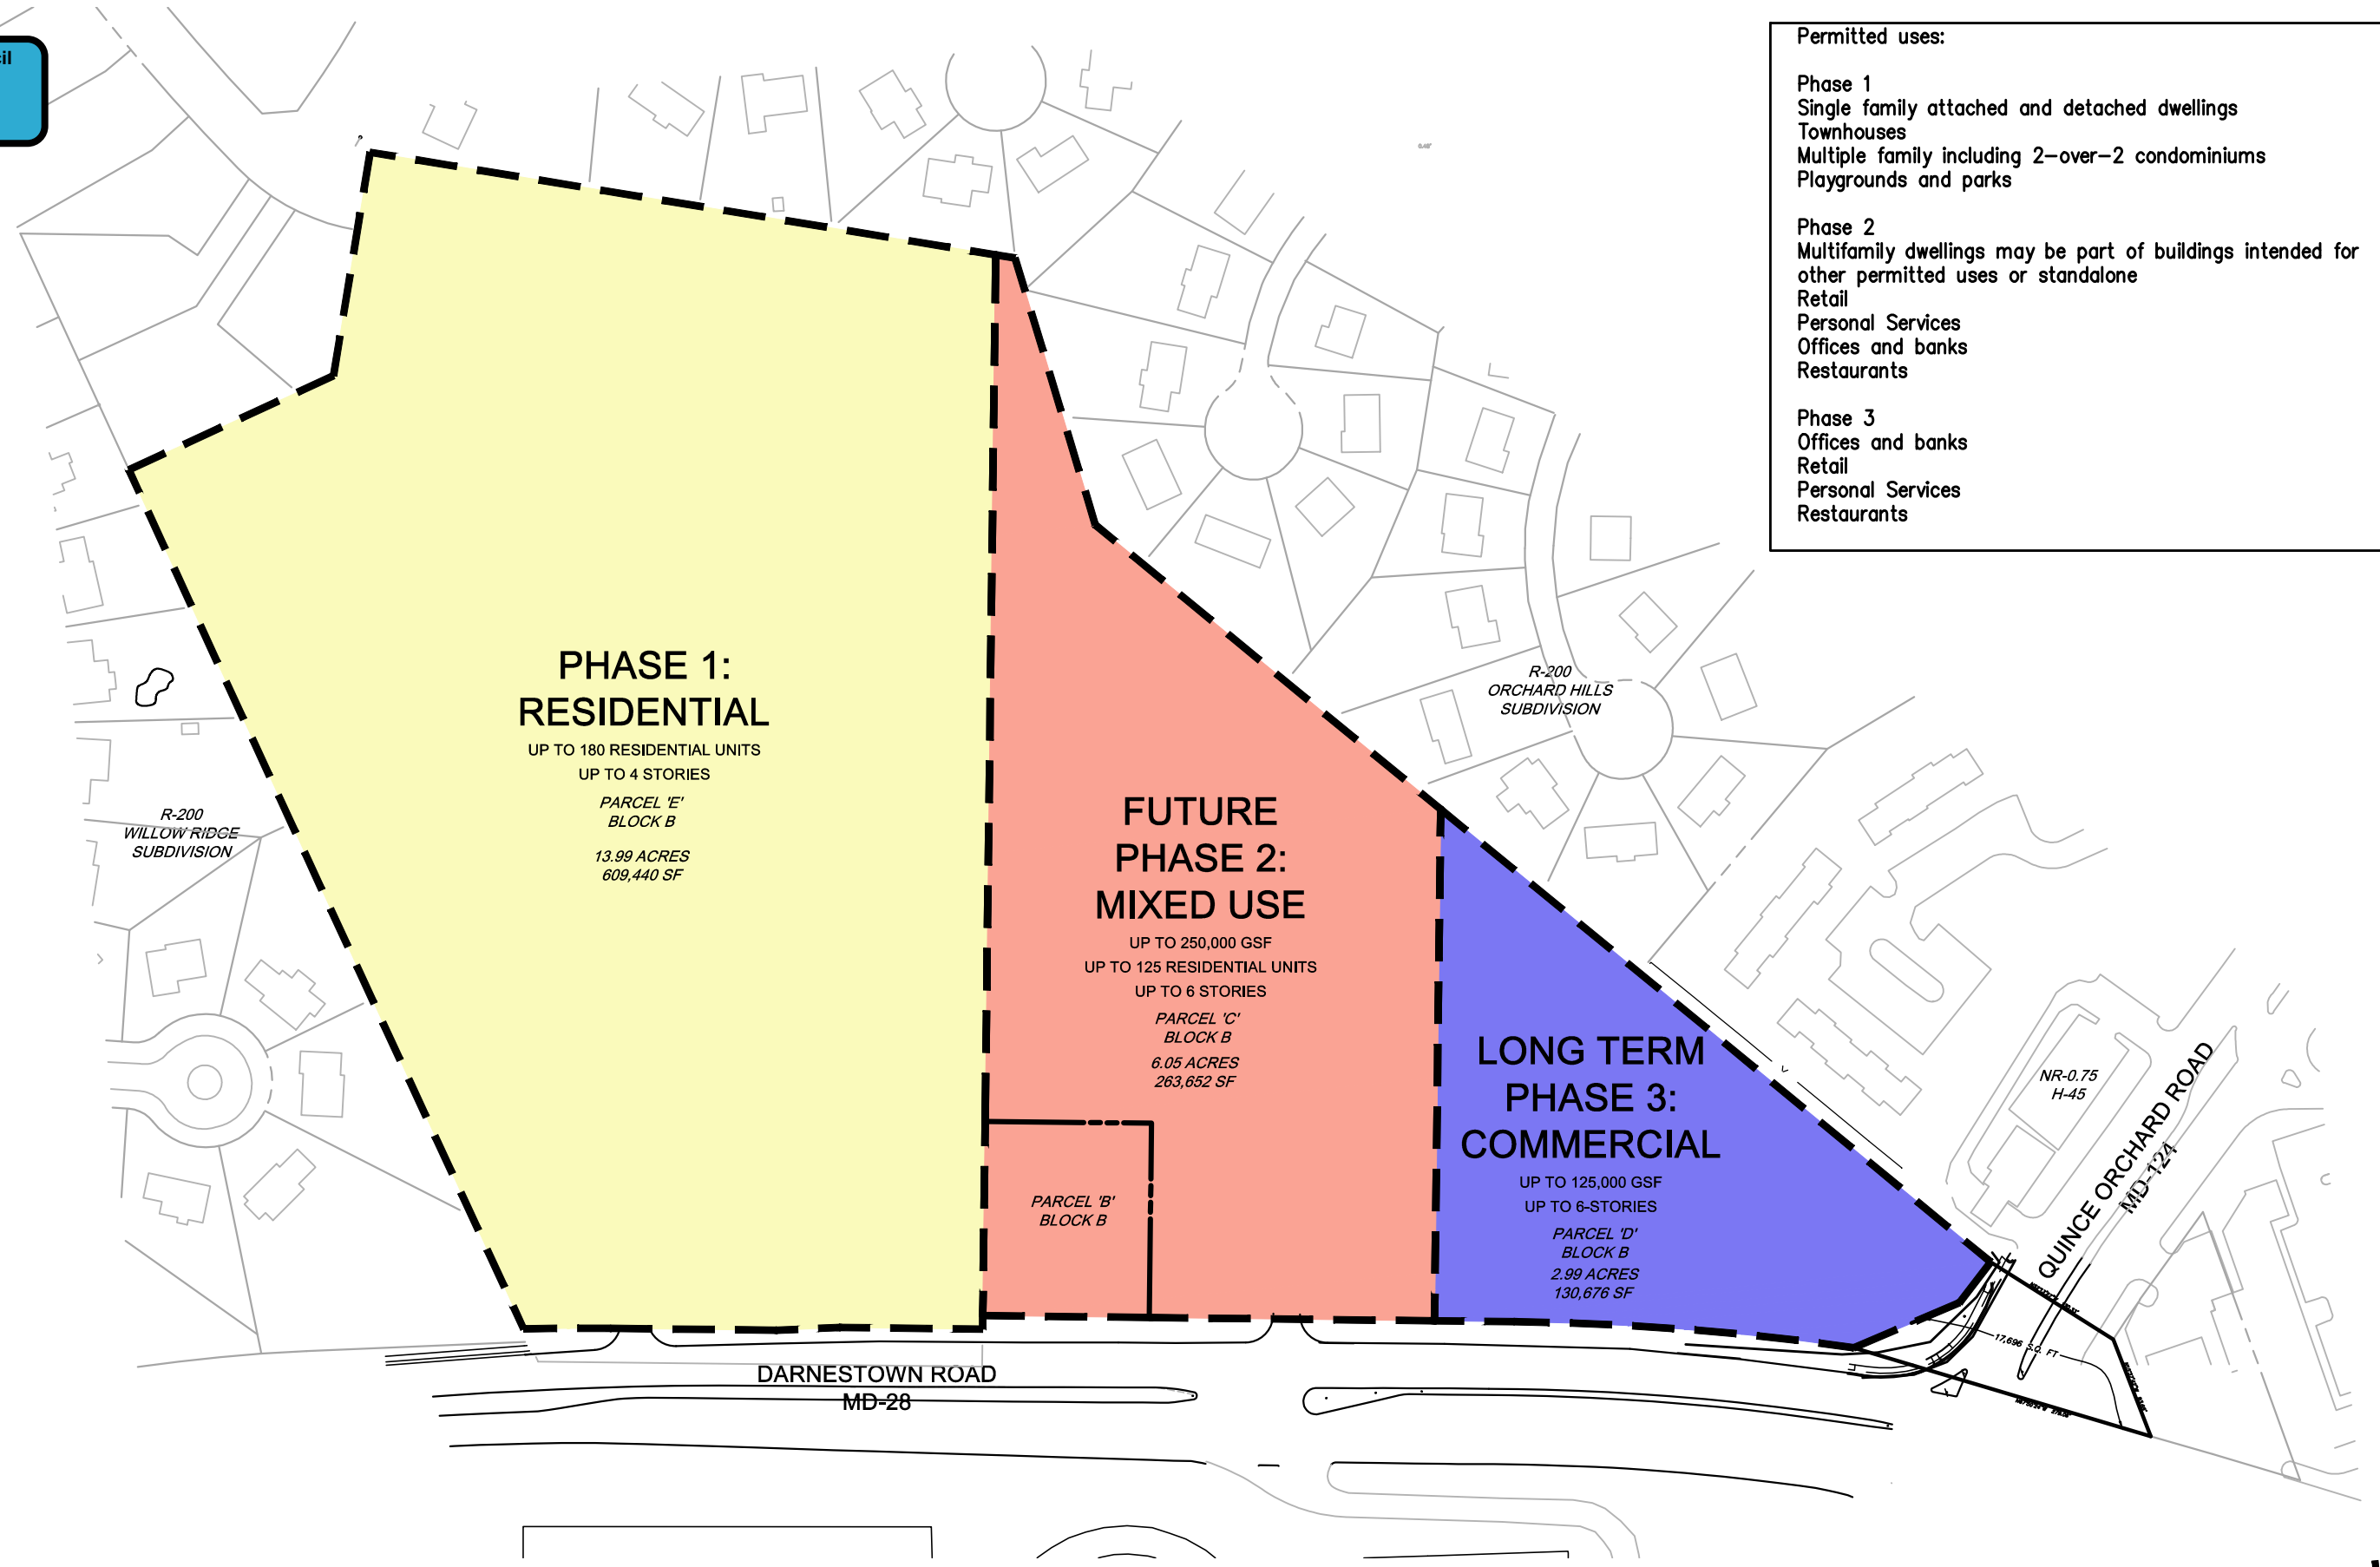 Permitted uses:
Phase 1
Single family attached and detached dwellings
Townhouses
Multiple family including 2-over-2 condominiums
Playgrounds and parks
Phase 2
Multifamily dwellings may be part of buildings intended for
other permitted uses or standalone
Retail
Personal Services
Offices and banks
Restaurants
Phase 3
Offices and banks
Retail
Personal Services
Restaurants
PHASE 1:
RESIDENTIAL
UP TO 180 RESIDENTIAL UNITS
UP TO 4 STORIES
PARCEL 'E'
BLOCK B
13.99 ACRES
609,440 SF
R-200
WILLOW RIDGE
SUBDIVISION
FUTURE
PHASE 2:
MIXED USE
UP TO 250,000 GSF
UP TO 125 RESIDENTIAL UNITS
UP TO 6 STORIES
PARCEL 'C'
BLOCK B
6.05 ACRES
263,652 SF
PARCEL 'B'
BLOCK B
R-200
ORCHARD HILLS
SUBDIVISION
LONG TERM
PHASE 3:
COMMERCIAL
UP TO 125,000 GSF
UP TO 6-STORIES
PARCEL 'D'
BLOCK B
2.99 ACRES
130,676 SF
NR-0.75
H-45
QUINCE ORCHARD ROAD
MD-124
17,696 S.Q. FT
DARNESTOWN ROAD
MD-28